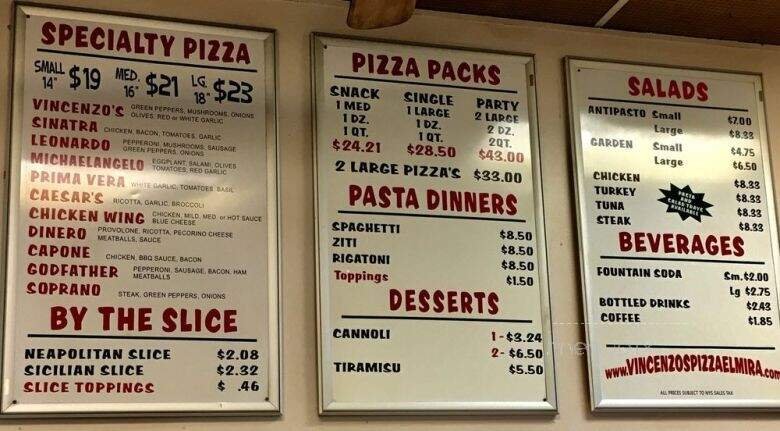 SPECIALTY PIZZA
SMALL 14" $19 MED. 16" $21 LG 18" $23
VINCENZO'S GREEN PEPPERS, MUSHROOMS, ONIONS
OLIVES, RED or WHITE GARLIC
SINATRA CHICKEN, BACON, TOMATOES, GARLIC
LEONARDO PEPPERONI, MUSHROOMS, SAUSAGE
GREEN PEPPERS, ONIONS
MICHAELANGELO EGGPLANT, SALAMI, OLIVES
TOMATOES, RED GARLIC
PRIMA VERA WHITE GARLIC, TOMATOES, BASIL
CAESAR'S RICOTTA, GARLIC, BROCCOLI
CHICKEN WING CHICKEN, MILD, MED. or HOT SAUCE
BLUE CHEESE
DINERO PROVOLONE, RICOTTA, PECORINO CHEESE
MEATBALLS, SAUCE
CAPONE CHICKEN, BBQ SAUCE, BACON
GODFATHER PEPPERONI, SAUSAGE, BACON, HAM
MEATBALLS
SOPRANO STEAK, GREEN PEPPERS, ONIONS
BY THE SLICE
NEAPOLITAN SLICE $2.08
SICILIAN SLICE $2.32
SLICE TOPPINGS $ .46
PIZZA PACKS
SNACK SINGLE PARTY
1 MED 1 LARGE 2 LARGE
1 DZ. 1 DZ. 2 DZ.
1 QT. 1 QT. 2QT.
$24.21 $28.50 $43.00
2 LARGE PIZZA'S $33.00
PASTA DINNERS
SPAGHETTI $8.50
ZITI $8.50
RIGATONI $8.50
Toppings $1.50
DESSERTS
CANNOLI 1-$3.24
2-$6.50
TIRAMISU $5.50
SALADS
ANTIPASTO Small $7.00
Large $8.33
GARDEN Small $4.75
Large $6.50
CHICKEN $8.33
TURKEY $8.33
TUNA $8.33
STEAK $8.33
PASTA
AND
SALAD TRAYS
AVAILABLE
BEVERAGES
FOUNTAIN SODA Sm.$2.00
Lg $2.75
BOTTLED DRINKS $2.43
COFFEE $1.85
www.VINCENZOSPIZZAELMIRA.com
ALL PRICES SUBJECT TO NYS SALES TAX